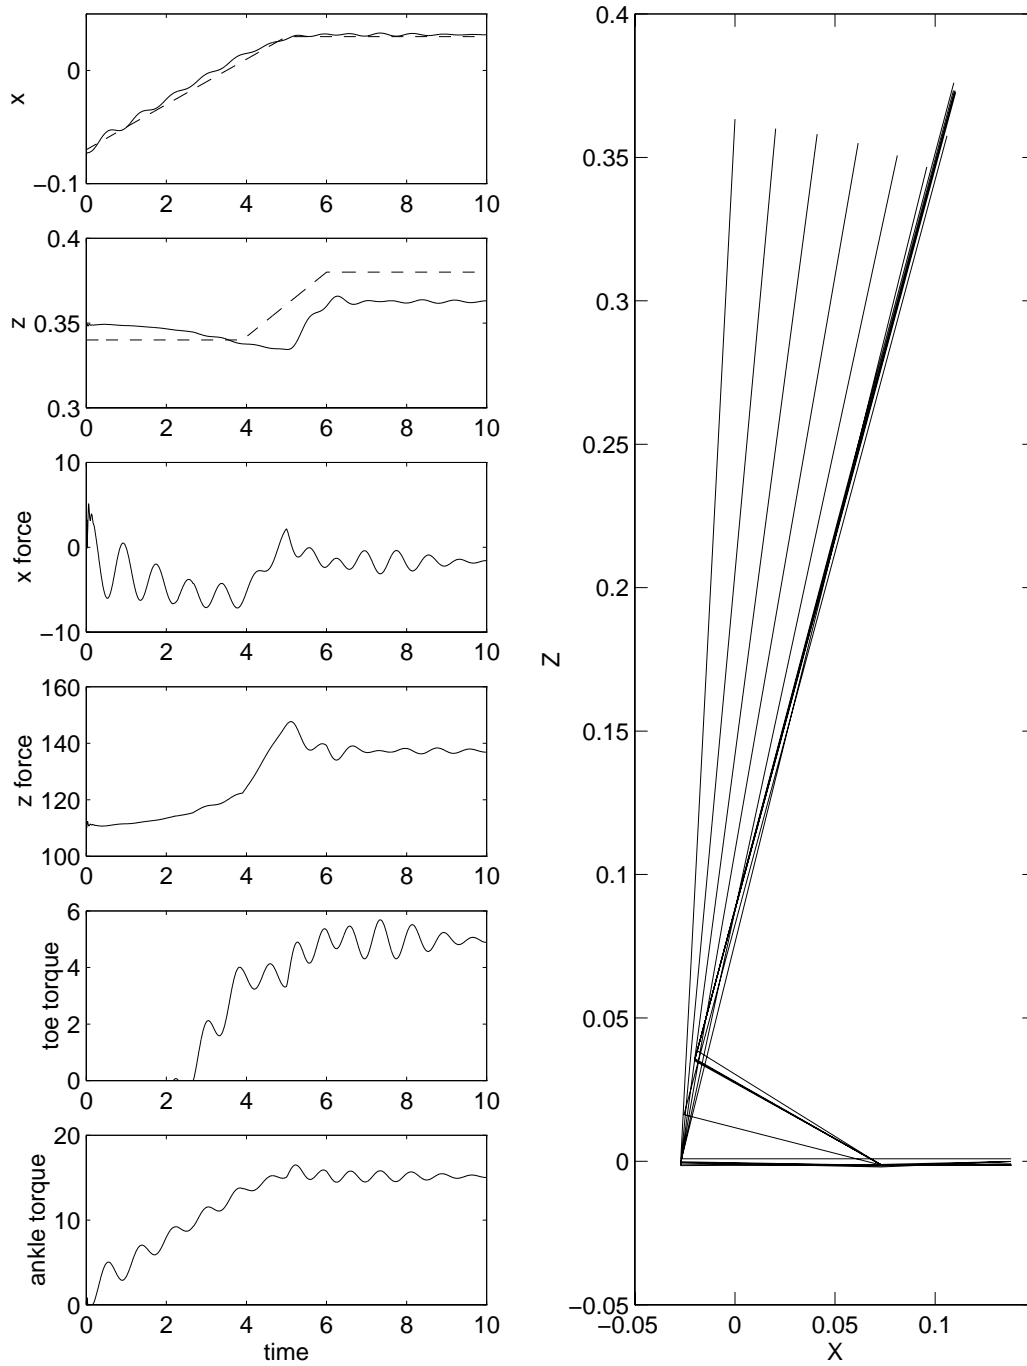 0
−0.1
x
0 2 4 6 8 10
0.4
0.35
0.3
z
0 2 4 6 8 10
10
0
−10
x force
0 2 4 6 8 10
160
140
120
100
z force
0 2 4 6 8 10
6
4
2
0
toe torque
0 2 4 6 8 10
20
10
0
ankle torque
0 2 4 6 8 10
time
0.4
0.35
0.3
0.25
0.2
0.15
0.1
0.05
0
−0.05
Z
−0.05 0 0.05 0.1
X